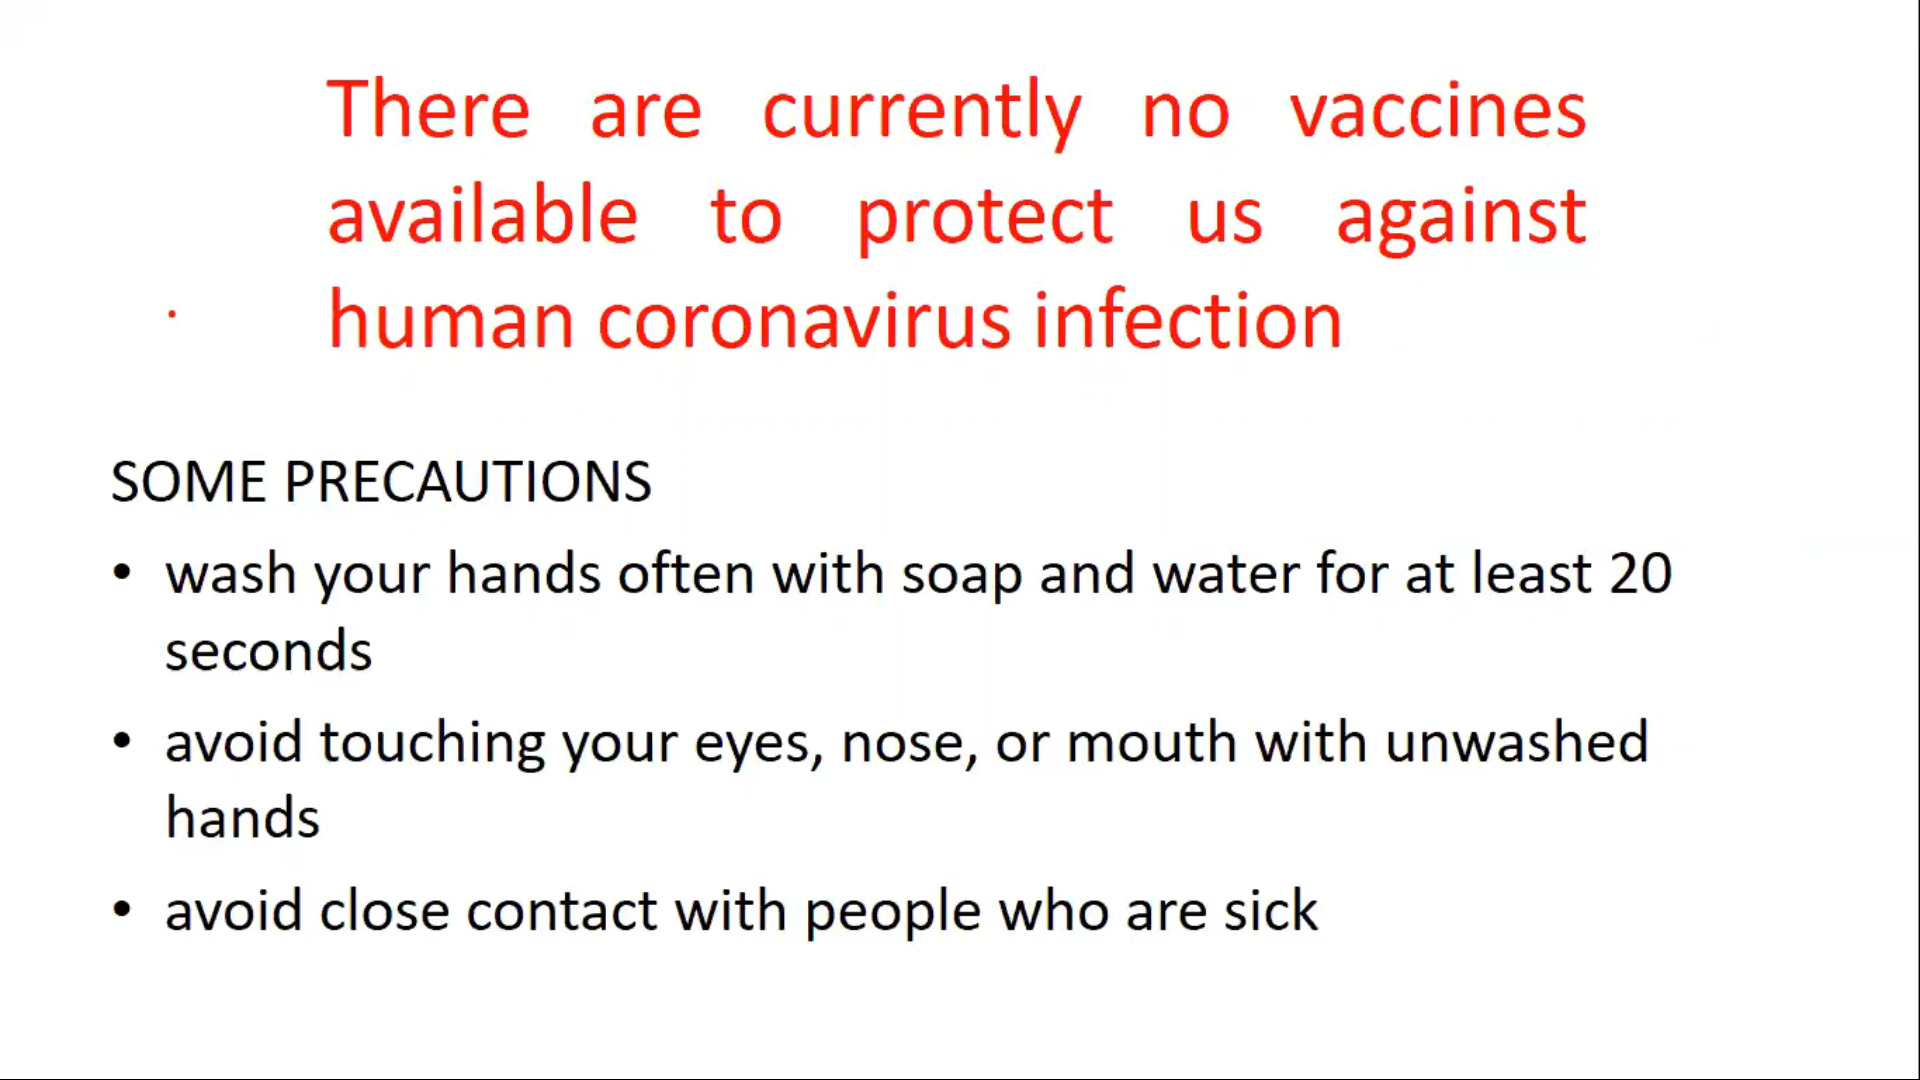 There are currently no vaccines
available to protect us against
human coronavirus infection
SOME PRECAUTIONS
• wash your hands often with soap and water for at least 20
seconds
• avoid touching your eyes, nose, or mouth with unwashed
hands
• avoid close contact with people who are sick